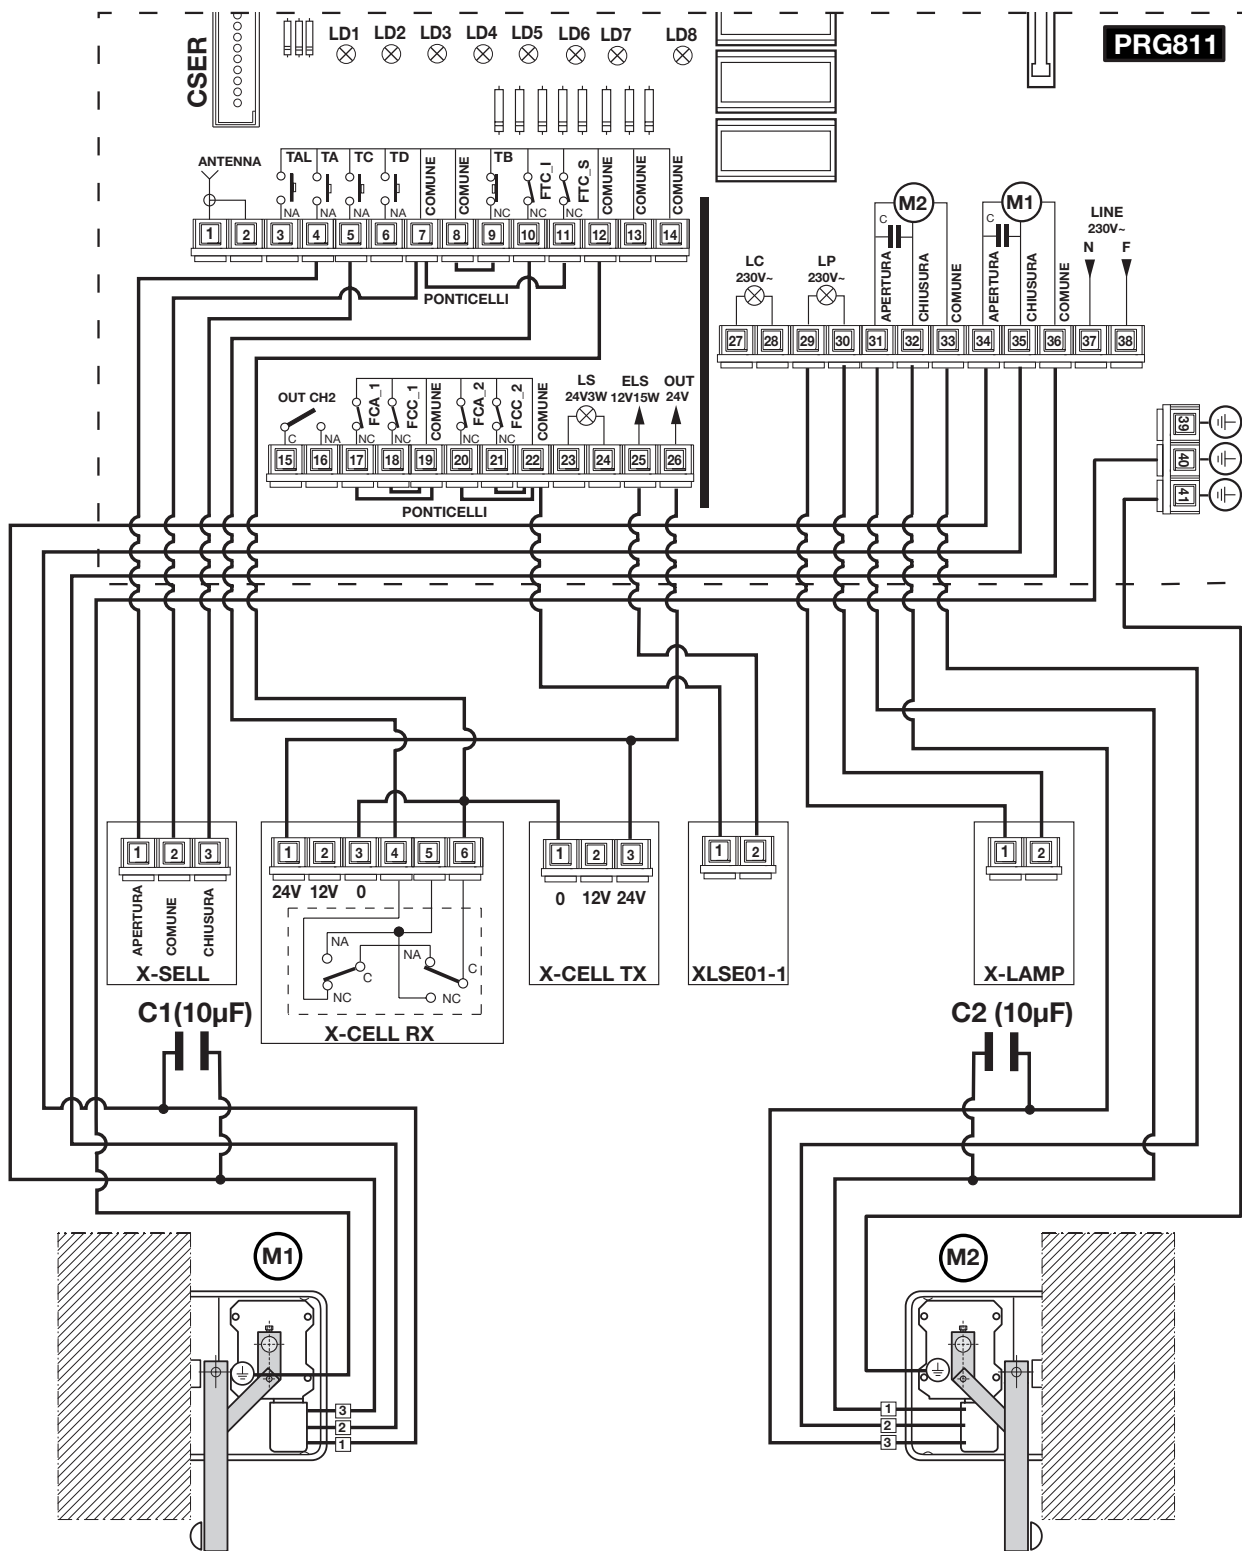 PRG811
CSER
LD1 LD2 LD3 LD4 LD5 LD6 LD7 LD8
ANTENNA
TAL TA TC TD COMUNE COMUNE TB FTC_I FTC_S COMUNE COMUNE COMUNE
NA NA NA NA NC NC NC
1 2 3 4 5 6 7 8 9 10 11 12 13 14
PONTICELLI
M2 M1
C C
LINE
230V~
N F
LC
230V~
LP
230V~
APERTURA CHIUSURA COMUNE APERTURA CHIUSURA COMUNE
27 28 29 30 31 32 33 34 35 36 37 38
39
40
41
OUT CH2
C NA
FCA_1 FCC_1 COMUNE FCA_2 FCC_2 COMUNE
NC NC NC NC
LS
24V3W
ELS
12V15W
OUT
24V
15 16 17 18 19 20 21 22 23 24 25 26
PONTICELLI
1 2 3
APERTURA COMUNE CHIUSURA
X-SELL
1 2 3 4 5 6
24V 12V 0
NA NA
C C
NC NC
X-CELL RX
1 2 3
0 12V 24V
X-CELL TX
1 2
XLSE01-1
1 2
X-LAMP
C1(10µF)
C2 (10µF)
M1
M2
3
2
1
1
2
3